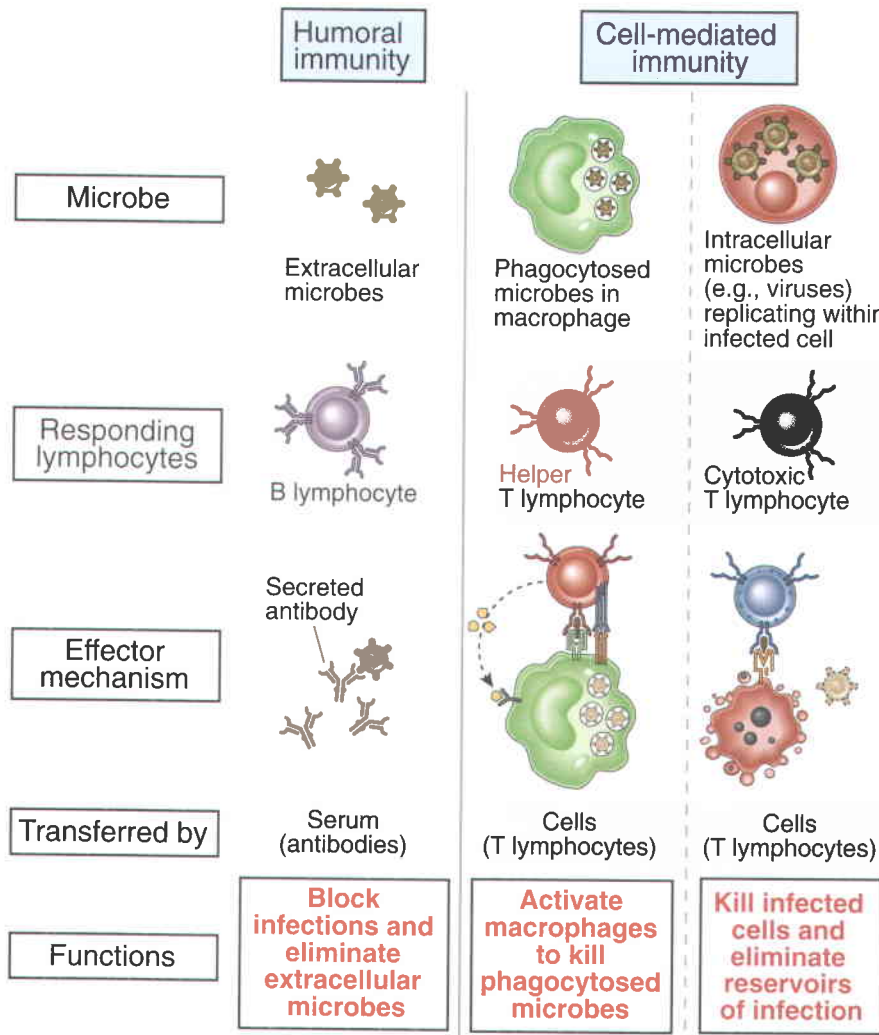 Humoral
immunity
Cell-mediated
immunity
Microbe
Extracellular
microbes
Phagocytosed
microbes in
macrophage
Intracellular
microbes
(e.g., viruses)
replicating within
infected cell
Responding
lymphocytes
B lymphocyte
Helper
T lymphocyte
Cytotoxic
T lymphocyte
Effector
mechanism
Secreted
antibody
Transferred by
Serum
(antibodies)
Cells
(T lymphocytes)
Cells
(T lymphocytes)
Functions
Block
infections and
eliminate
extracellular
microbes
Activate
macrophages
to kill
phagocytosed
microbes
Kill infected
cells and
eliminate
reservoirs
of infection